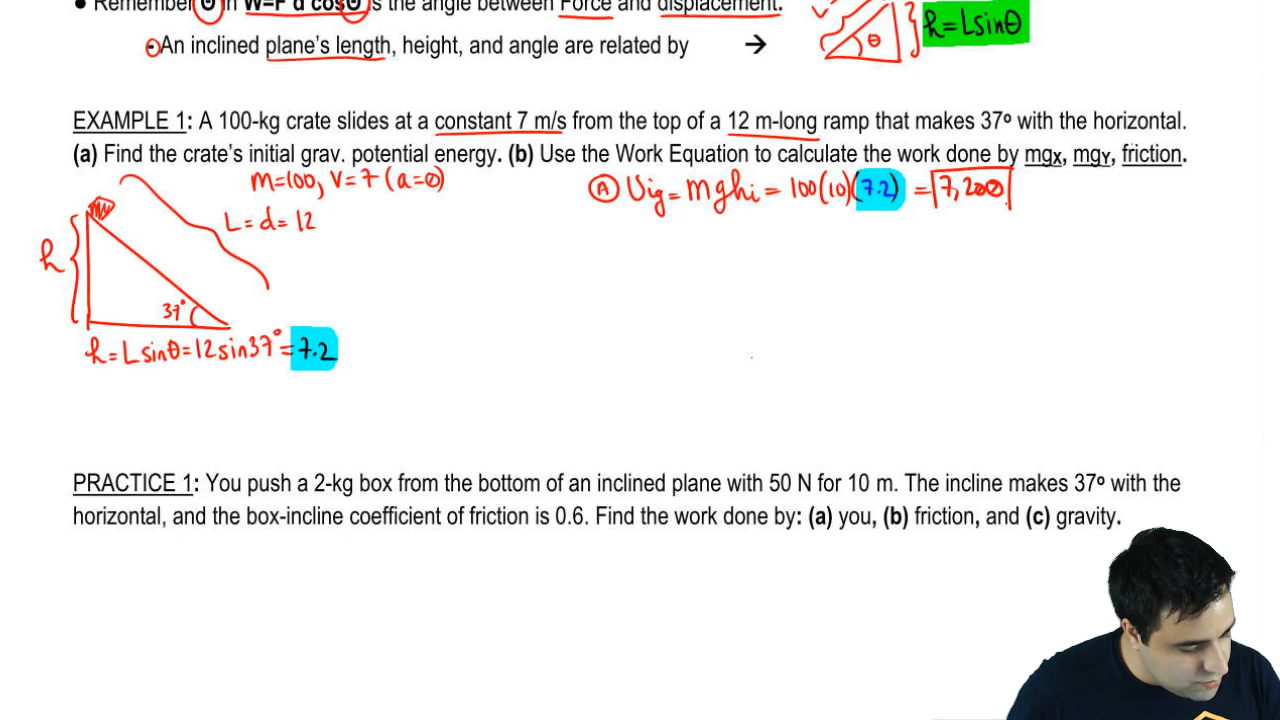 • Remember θ in W=F d cosθ is the angle between Force and displacement.
-An inclined plane's length, height, and angle are related by →
θ
h=Lsinθ
EXAMPLE 1: A 100-kg crate slides at a constant 7 m/s from the top of a 12 m-long ramp that makes 37º with the horizontal.
(a) Find the crate's initial grav. potential energy. (b) Use the Work Equation to calculate the work done by mgX, mgY, friction.
m=100, v=7 (a=0)
L=d=12
h
37°
h=Lsinθ=12sin37°=7.2
A Uig=mghi=100(10)(7.2)=7,200
PRACTICE 1: You push a 2-kg box from the bottom of an inclined plane with 50 N for 10 m. The incline makes 37º with the
horizontal, and the box-incline coefficient of friction is 0.6. Find the work done by: (a) you, (b) friction, and (c) gravity.